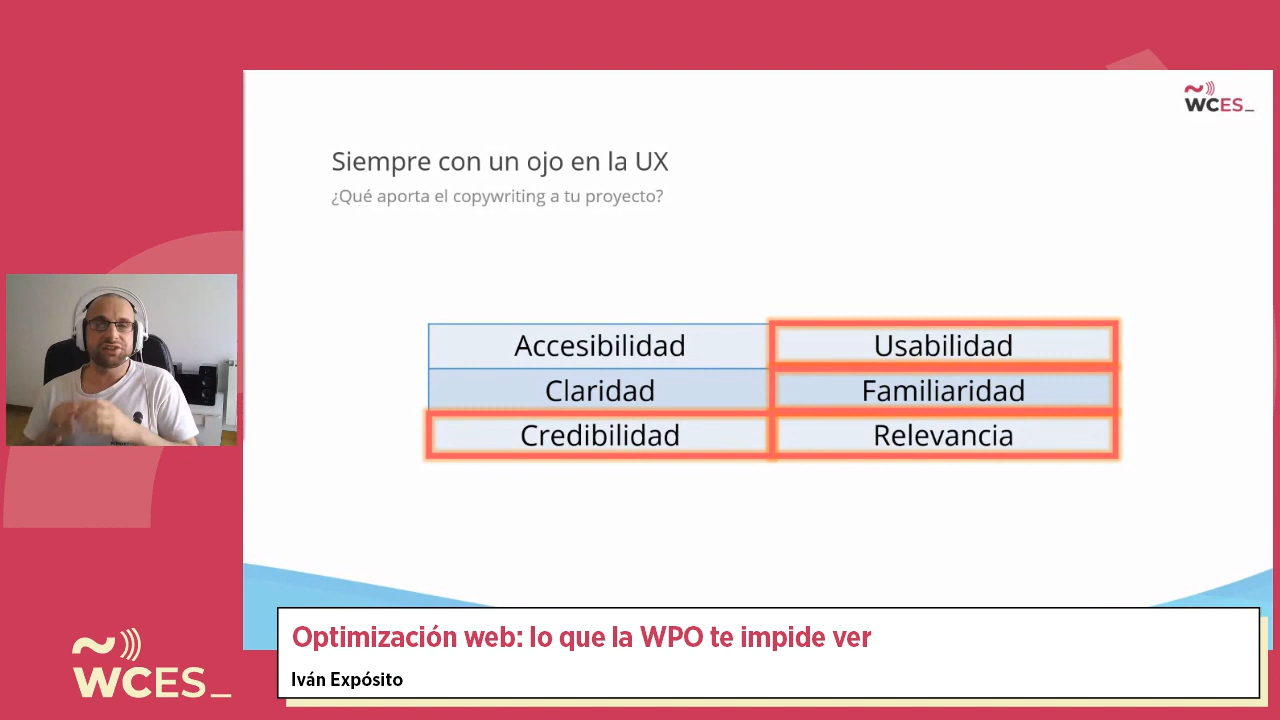 WCES_
Siempre con un ojo en la UX
¿Qué aporta el copywriting a tu proyecto?
Accesibilidad Usabilidad
Claridad Familiaridad
Credibilidad Relevancia
Optimización web: lo que la WPO te impide ver
Iván Expósito
WCES_